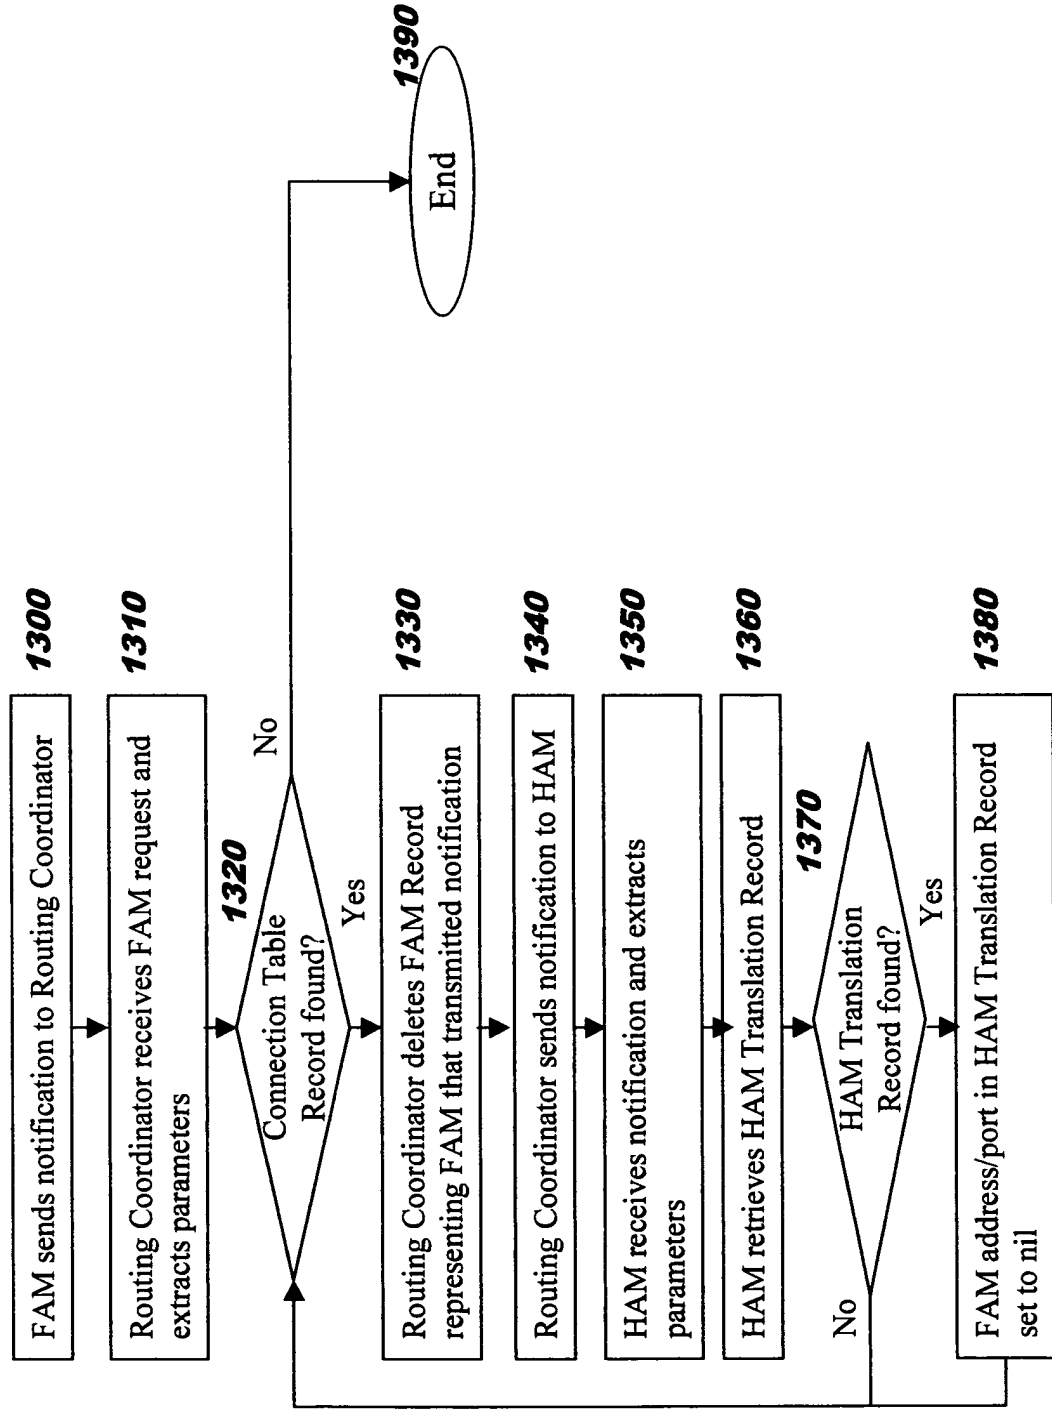 FAM sends notification to Routing Coordinator
1300
Routing Coordinator receives FAM request and
extracts parameters
1310
Connection Table
Record found?
1320
No
Yes
End
1390
Routing Coordinator deletes FAM Record
representing FAM that transmitted notification
1330
Routing Coordinator sends notification to HAM
1340
HAM receives notification and extracts
parameters
1350
HAM retrieves HAM Translation Record
1360
HAM Translation
Record found?
1370
No
Yes
FAM address/port in HAM Translation Record
set to nil
1380